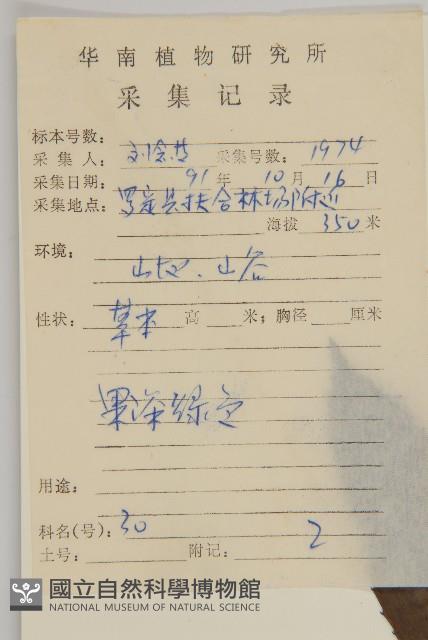 华南植物研究所
采集记录
标本号数:
采集人: 刘 采集号数: 1974
采集日期: 91年10月16日
采集地点: 罗定县扶合林场附近
海拔 350 米
环境:
山地、山谷
性状: 草本 高 米; 胸径 厘米
果深绿色
用途:
科名(号): 30
土号: 附记: 2
國立自然科學博物館
NATIONAL MUSEUM OF NATURAL SCIENCE